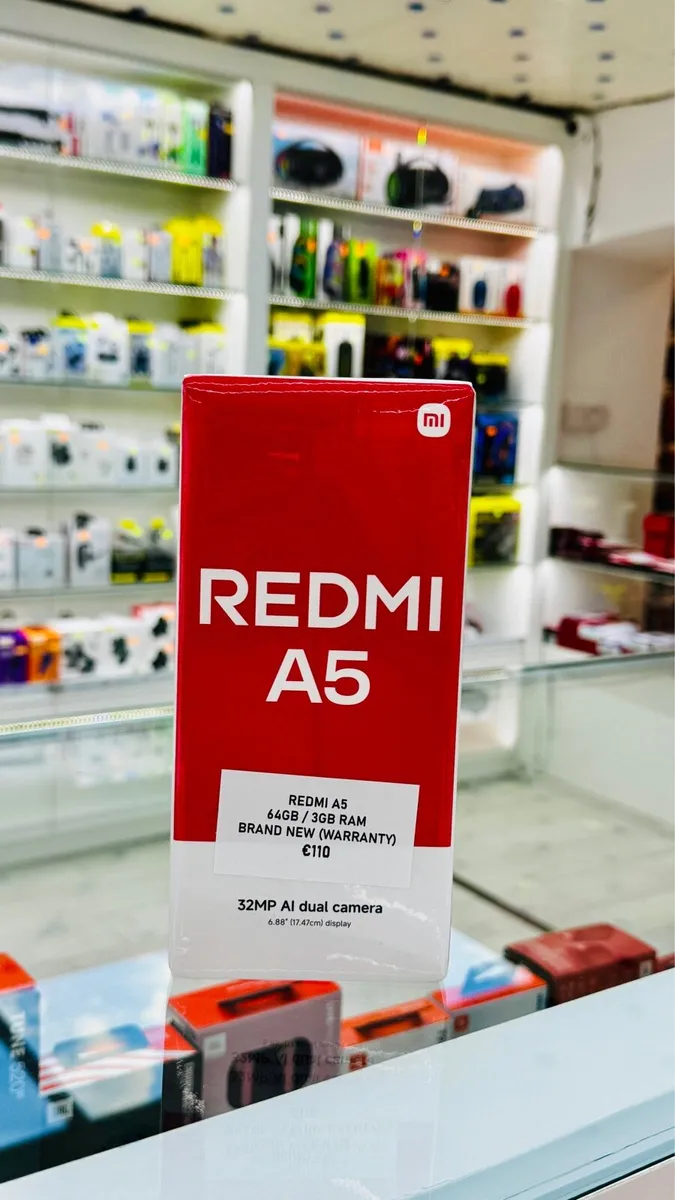 mi
REDMI
A5
REDMI A5
64GB / 3GB RAM
BRAND NEW (WARRANTY)
€110
32MP AI dual camera
6.88" (17.47cm) display